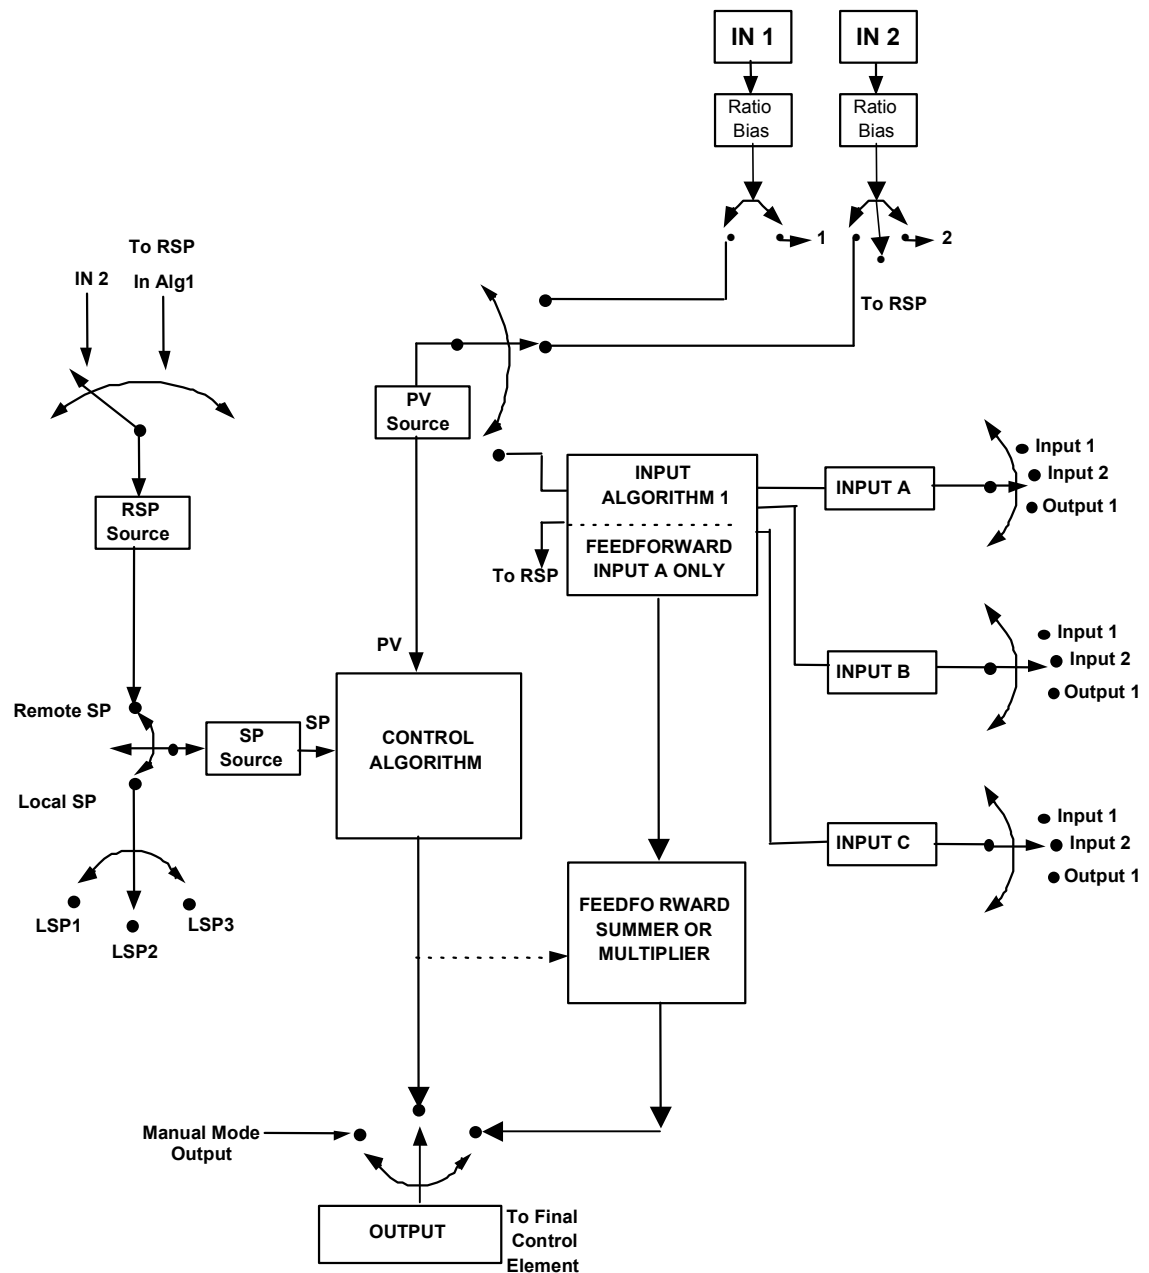 IN 1
IN 2
Ratio
Bias
Ratio
Bias
1
2
To RSP
To RSP
IN 2
In Alg1
PV
Source
RSP
Source
INPUT
ALGORITHM 1
FEEDFORWARD
INPUT A ONLY
To RSP
INPUT A
Input 1
Input 2
Output 1
INPUT B
Input 1
Input 2
Output 1
INPUT C
Input 1
Input 2
Output 1
PV
Remote SP
SP
Source
SP
CONTROL
ALGORITHM
Local SP
LSP1
LSP2
LSP3
FEEDFO RWARD
SUMMER OR
MULTIPLIER
Manual Mode
Output
OUTPUT
To Final
Control
Element